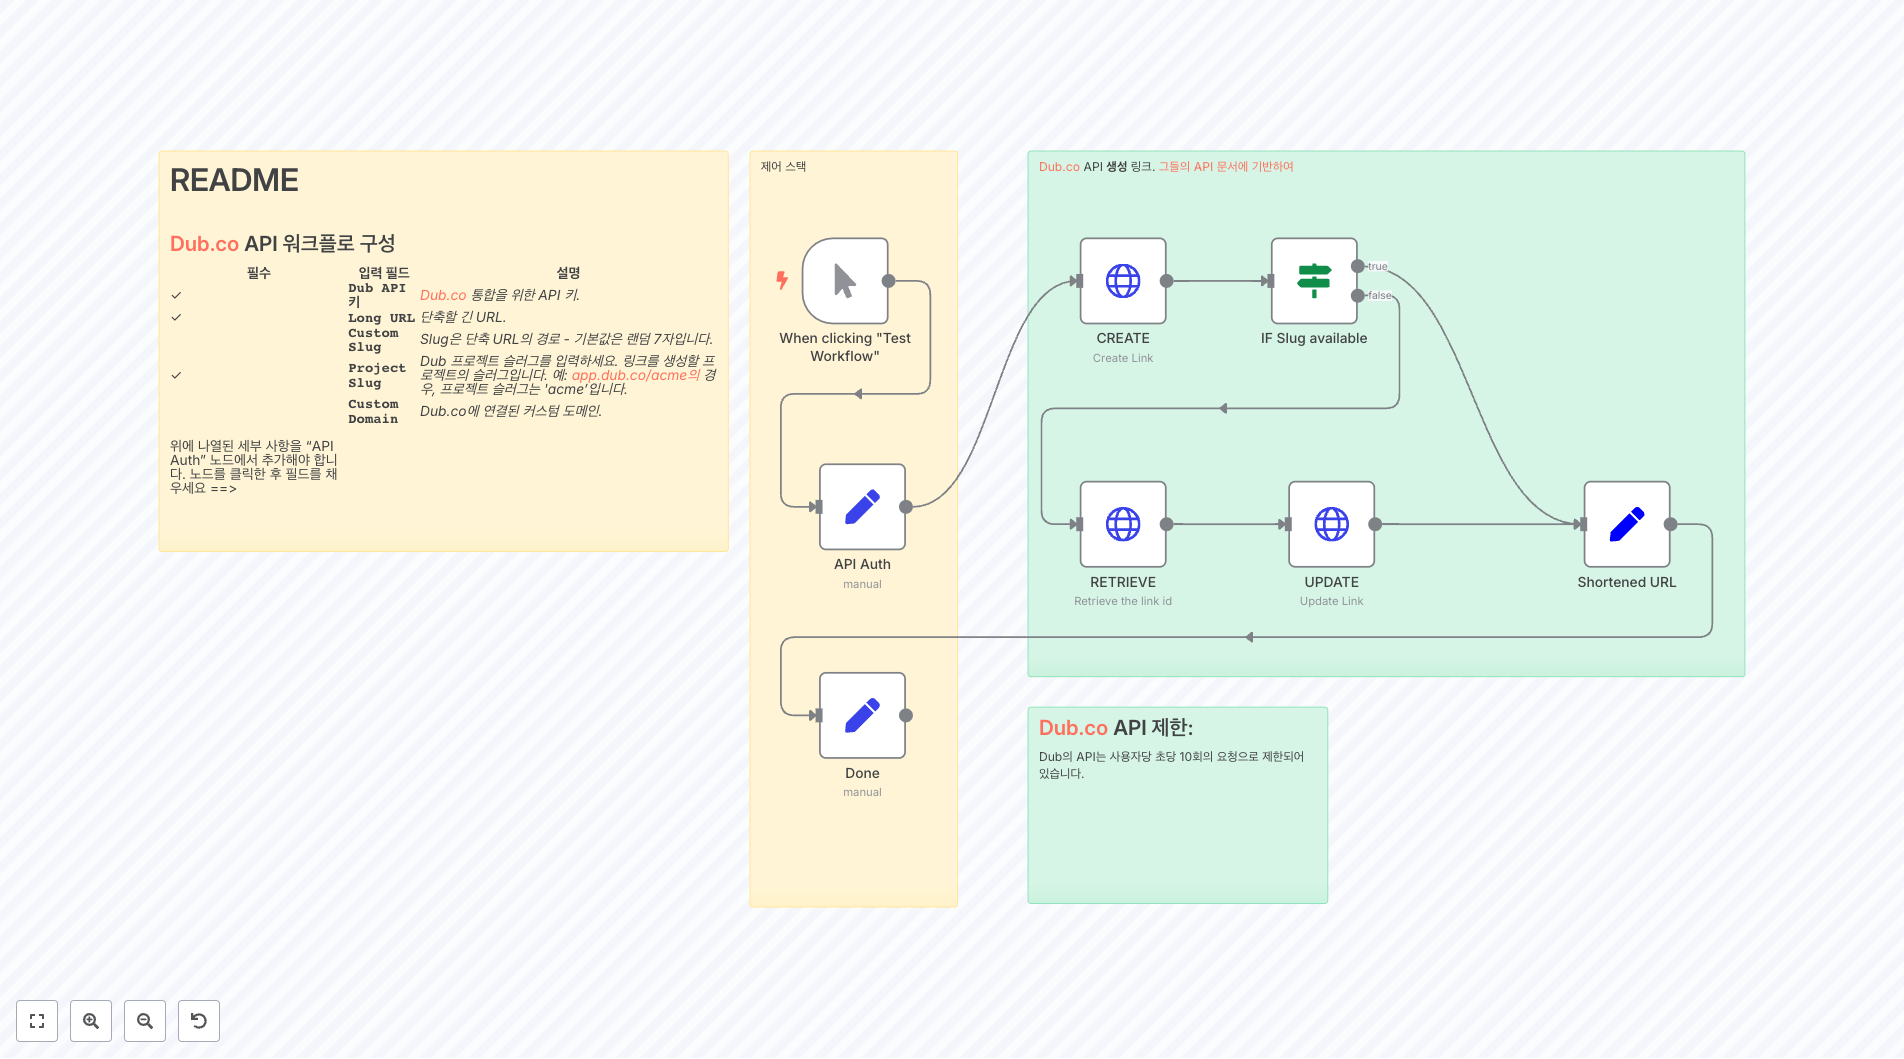 README
Dub.co API 워크플로 구성
필수 입력 필드 설명
✓ Dub API
키 Dub.co 통합을 위한 API 키.
✓ Long URL 단축할 긴 URL.
Custom
Slug Slug은 단축 URL의 경로 - 기본값은 랜덤 7자입니다.
✓ Project
Slug Dub 프로젝트 슬러그를 입력하세요. 링크를 생성할 프
로젝트의 슬러그입니다. 예: app.dub.co/acme의 경
우, 프로젝트 슬러그는 'acme'입니다.
Custom
Domain Dub.co에 연결된 커스텀 도메인.
위에 나열된 세부 사항을 “API
Auth” 노드에서 추가해야 합니
다. 노드를 클릭한 후 필드를 채
우세요 ==>
제어 스택
When clicking "Test
Workflow"
API Auth
manual
Done
manual
Dub.co API 생성 링크. 그들의 API 문서에 기반하여
CREATE
Create Link
IF Slug available
true
false
RETRIEVE
Retrieve the link id
UPDATE
Update Link
Shortened URL
Dub.co API 제한:
Dub의 API는 사용자당 초당 10회의 요청으로 제한되어
있습니다.